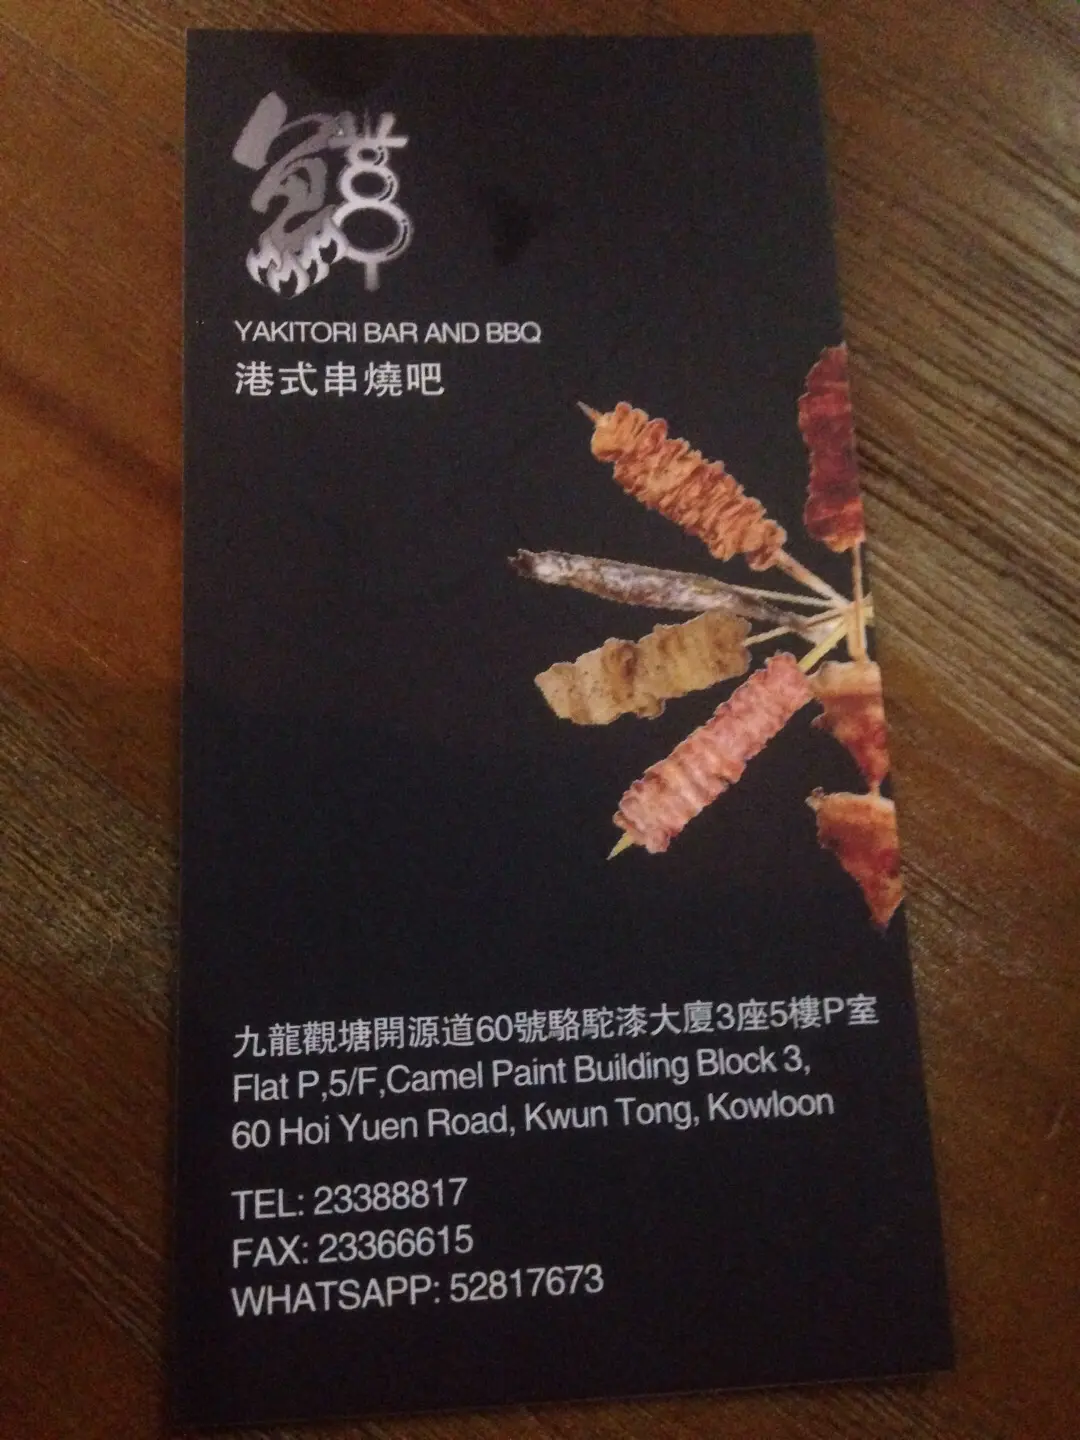 YAKITORI BAR AND BBQ
港式串燒吧
九龍觀塘開源道60號駱駝漆大廈3座5樓P室
Flat P,5/F,Camel Paint Building Block 3,
60 Hoi Yuen Road, Kwun Tong, Kowloon
TEL: 23388817
FAX: 23366615
WHATSAPP: 52817673